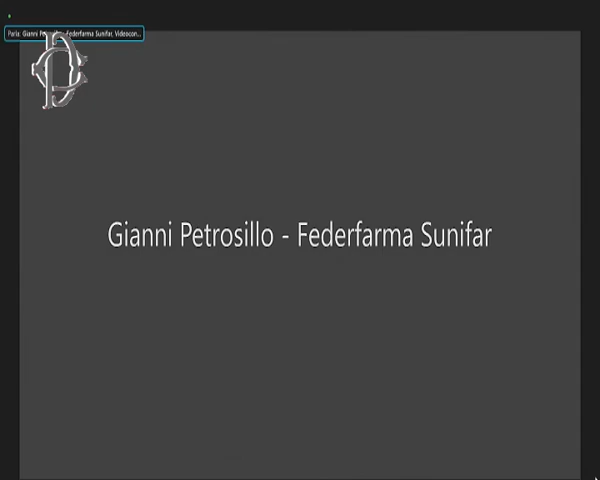 Parla: Gianni Federfarma Sunifar, Videocon...
Gianni Petrosillo - Federfarma Sunifar